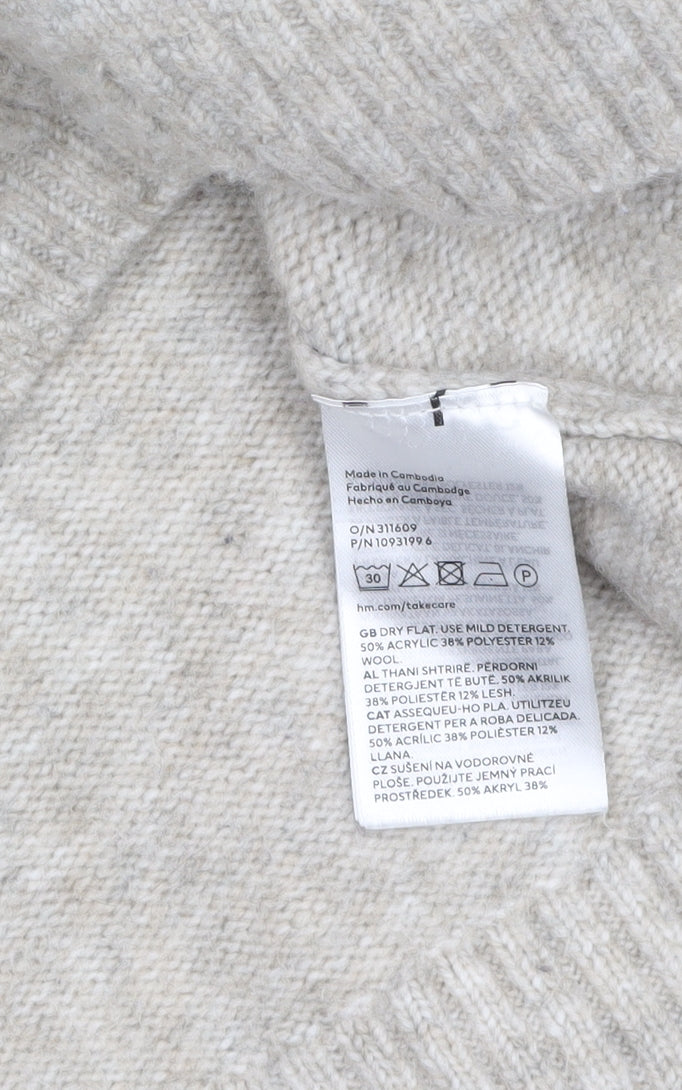 Made in Cambodia
Fabriqué au Cambodge
Hecho en Camboya
O/N 311609
P/N 1093199 6
30 P
hm.com/takecare
GB DRY FLAT. USE MILD DETERGENT.
50% ACRYLIC 38% POLYESTER 12%
WOOL.
AL THANI SHTRIRË. PËRDORNI
DETERGJENT TË BUTË. 50% AKRILIK
38% POLIESTËR 12% LESH.
CAT ASSEQUEU-HO PLA. UTILITZEU
DETERGENT PER A ROBA DELICADA.
50% ACRÍLIC 38% POLIÈSTER 12%
LLANA.
CZ SUŠENÍ NA VODOROVNÉ
PLOŠE. POUŽIJTE JEMNÝ PRACÍ
PROSTŘEDEK. 50% AKRYL 38%